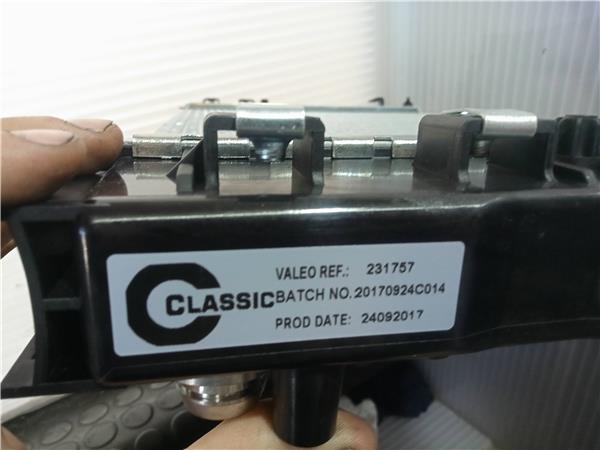 VALEO REF.: 231757
CLASSIC BATCH NO. 20170924C014
PROD DATE: 24092017